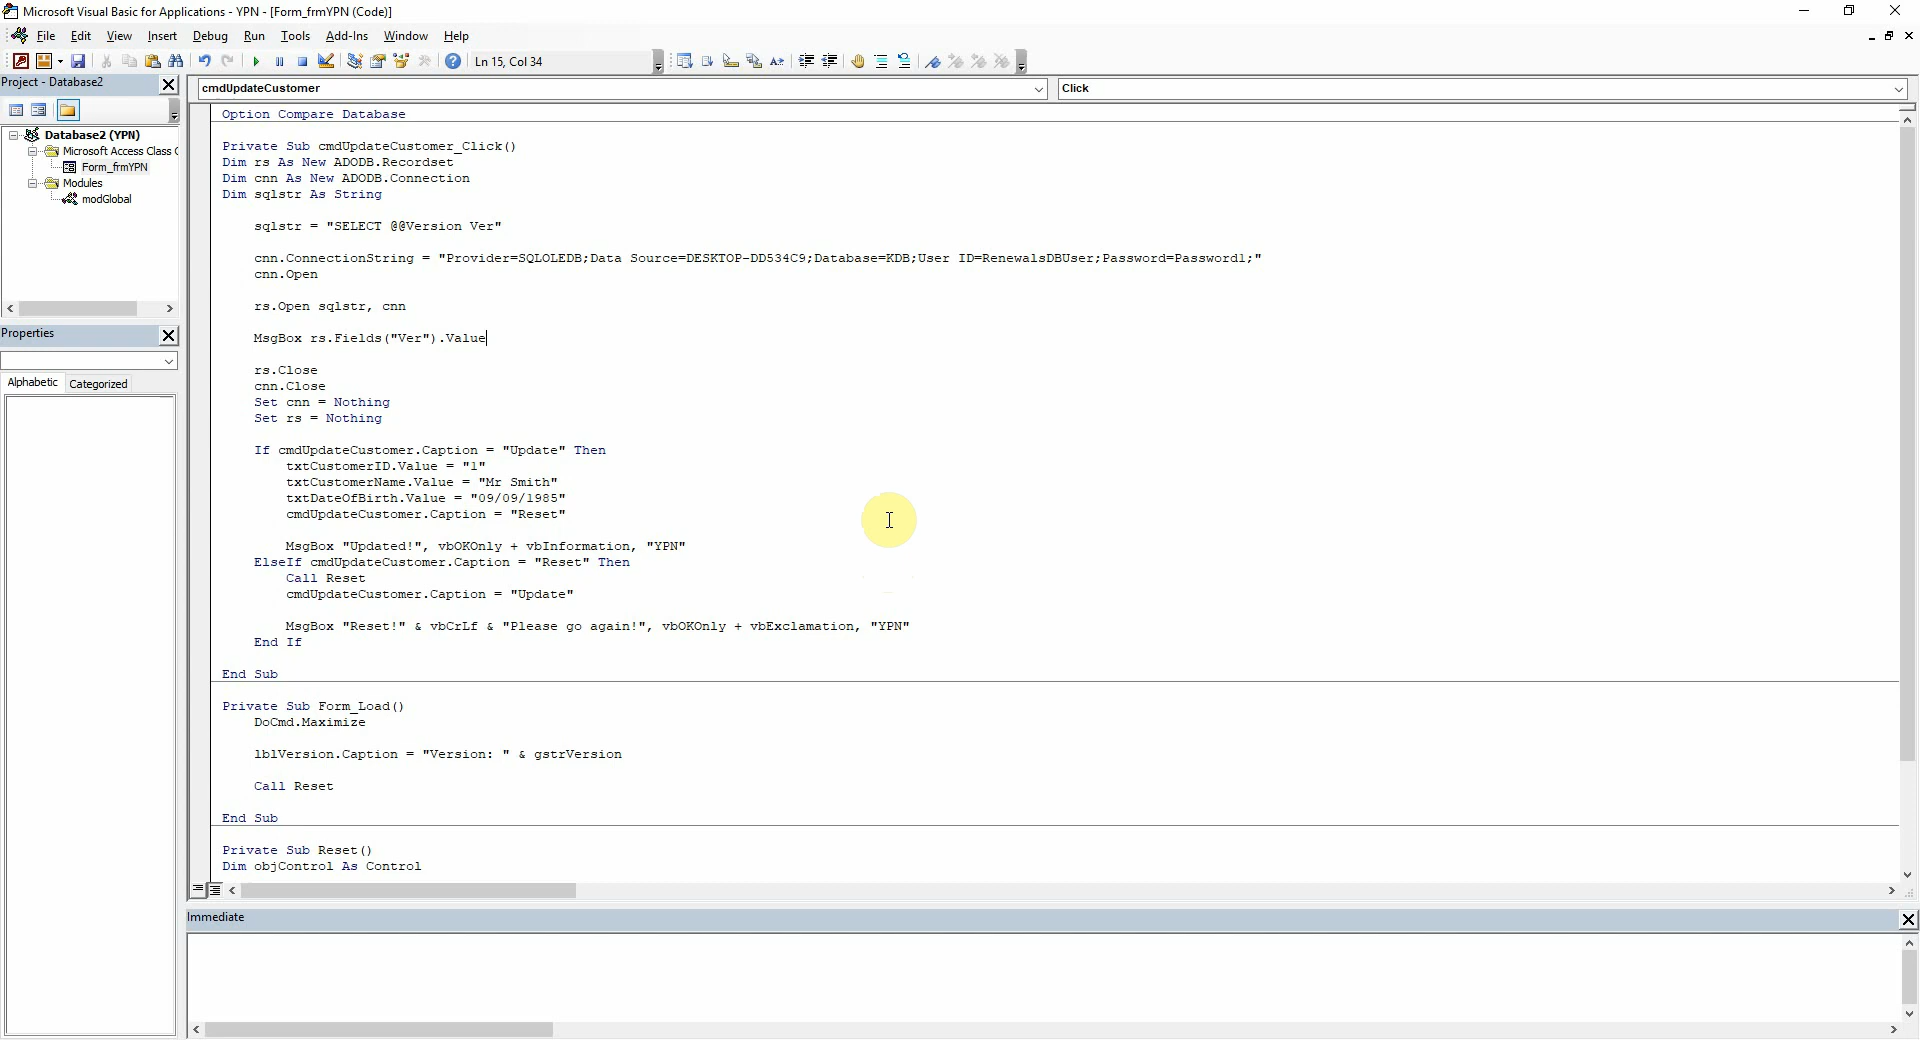 Microsoft Visual Basic for Applications - YPN - [Form_frmYPN (Code)]
File Edit View Insert Debug Run Tools Add-Ins Window Help
Ln 15, Col 34
Project - Database2
cmdUpdateCustomer
Click
Database2 (YPN)
Microsoft Access Class
Form_frmYPN
Modules
modGlobal
Properties
Alphabetic Categorized
Option Compare Database
Private Sub cmdUpdateCustomer_Click()
Dim rs As New ADODB.Recordset
Dim cnn As New ADODB.Connection
Dim sqlstr As String
sqlstr = "SELECT @@Version Ver"
cnn.ConnectionString = "Provider=SQLOLEDB;Data Source=DESKTOP-DD534C9;Database=KDB;User ID=RenewalsDBUser;Password=Password1;"
cnn.Open
rs.Open sqlstr, cnn
MsgBox rs.Fields("Ver").Value
rs.Close
cnn.Close
Set cnn = Nothing
Set rs = Nothing
If cmdUpdateCustomer.Caption = "Update" Then
txtCustomerID.Value = "1"
txtCustomerName.Value = "Mr Smith"
txtDateOfBirth.Value = "09/09/1985"
cmdUpdateCustomer.Caption = "Reset"
MsgBox "Updated!", vbOKOnly + vbInformation, "YPN"
ElseIf cmdUpdateCustomer.Caption = "Reset" Then
Call Reset
cmdUpdateCustomer.Caption = "Update"
MsgBox "Reset!" & vbCrLf & "Please go again!", vbOKOnly + vbExclamation, "YPN"
End If
End Sub
Private Sub Form_Load()
DoCmd.Maximize
lblVersion.Caption = "Version: " & gstrVersion
Call Reset
End Sub
Private Sub Reset()
Dim objControl As Control
Immediate